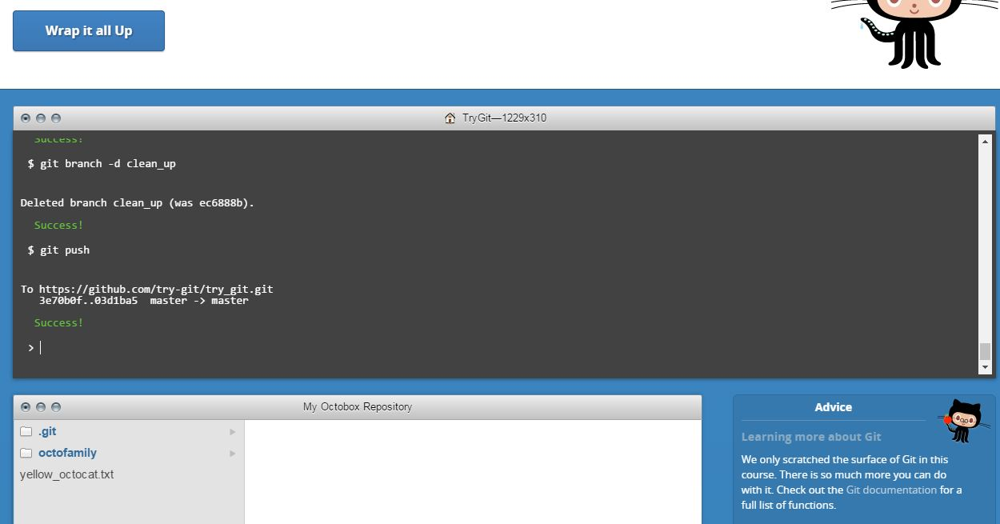 Wrap it all Up
TryGit—1229x310
Success!
$ git branch -d clean_up
Deleted branch clean_up (was ec6888b).
Success!
$ git push
To https://github.com/try-git/try_git.git
3e70b0f..03d1ba5 master -> master
Success!
>
My Octobox Repository
.git
octofamily
yellow_octocat.txt
Advice
Learning more about Git
We only scratched the surface of Git in this
course. There is so much more you can do
with it. Check out the Git documentation for a
full list of functions.